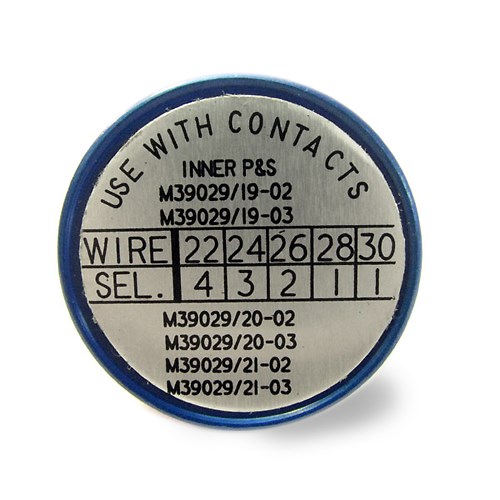 USE WITH CONTACTS
INNER P&S
M39029/19-02
M39029/19-03
WIRE 22 24 26 28 30
SEL. 4 3 2 1 1
M39029/20-02
M39029/20-03
M39029/21-02
M39029/21-03